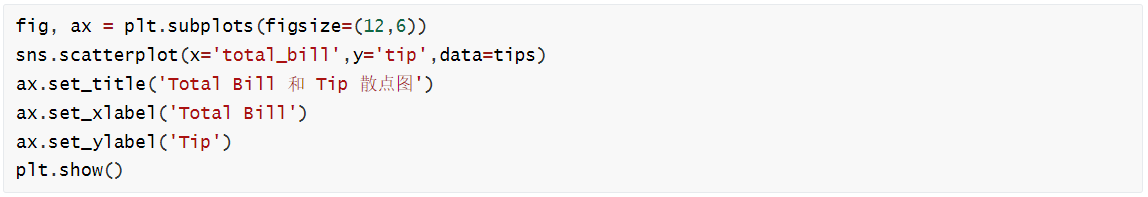 fig, ax = plt.subplots(figsize=(12,6))
sns.scatterplot(x='total_bill',y='tip',data=tips)
ax.set_title('Total Bill 和 Tip 散点图')
ax.set_xlabel('Total Bill')
ax.set_ylabel('Tip')
plt.show()